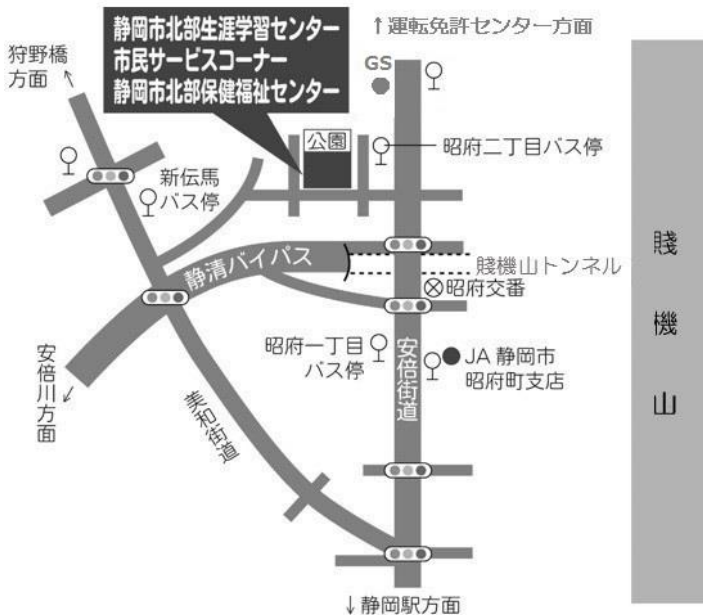 静岡市北部生涯学習センター
市民サービスコーナー
静岡市北部保健福祉センター
↑運転免許センター方面
狩野橋
方面
GS
公園
昭府二丁目バス停
新伝馬
バス停
静清バイパス
賤機山トンネル
昭府交番
賤機山
安倍川方面
昭府一丁目
バス停
安倍街道
JA 静岡市
昭府町支店
美和街道
↓静岡駅方面